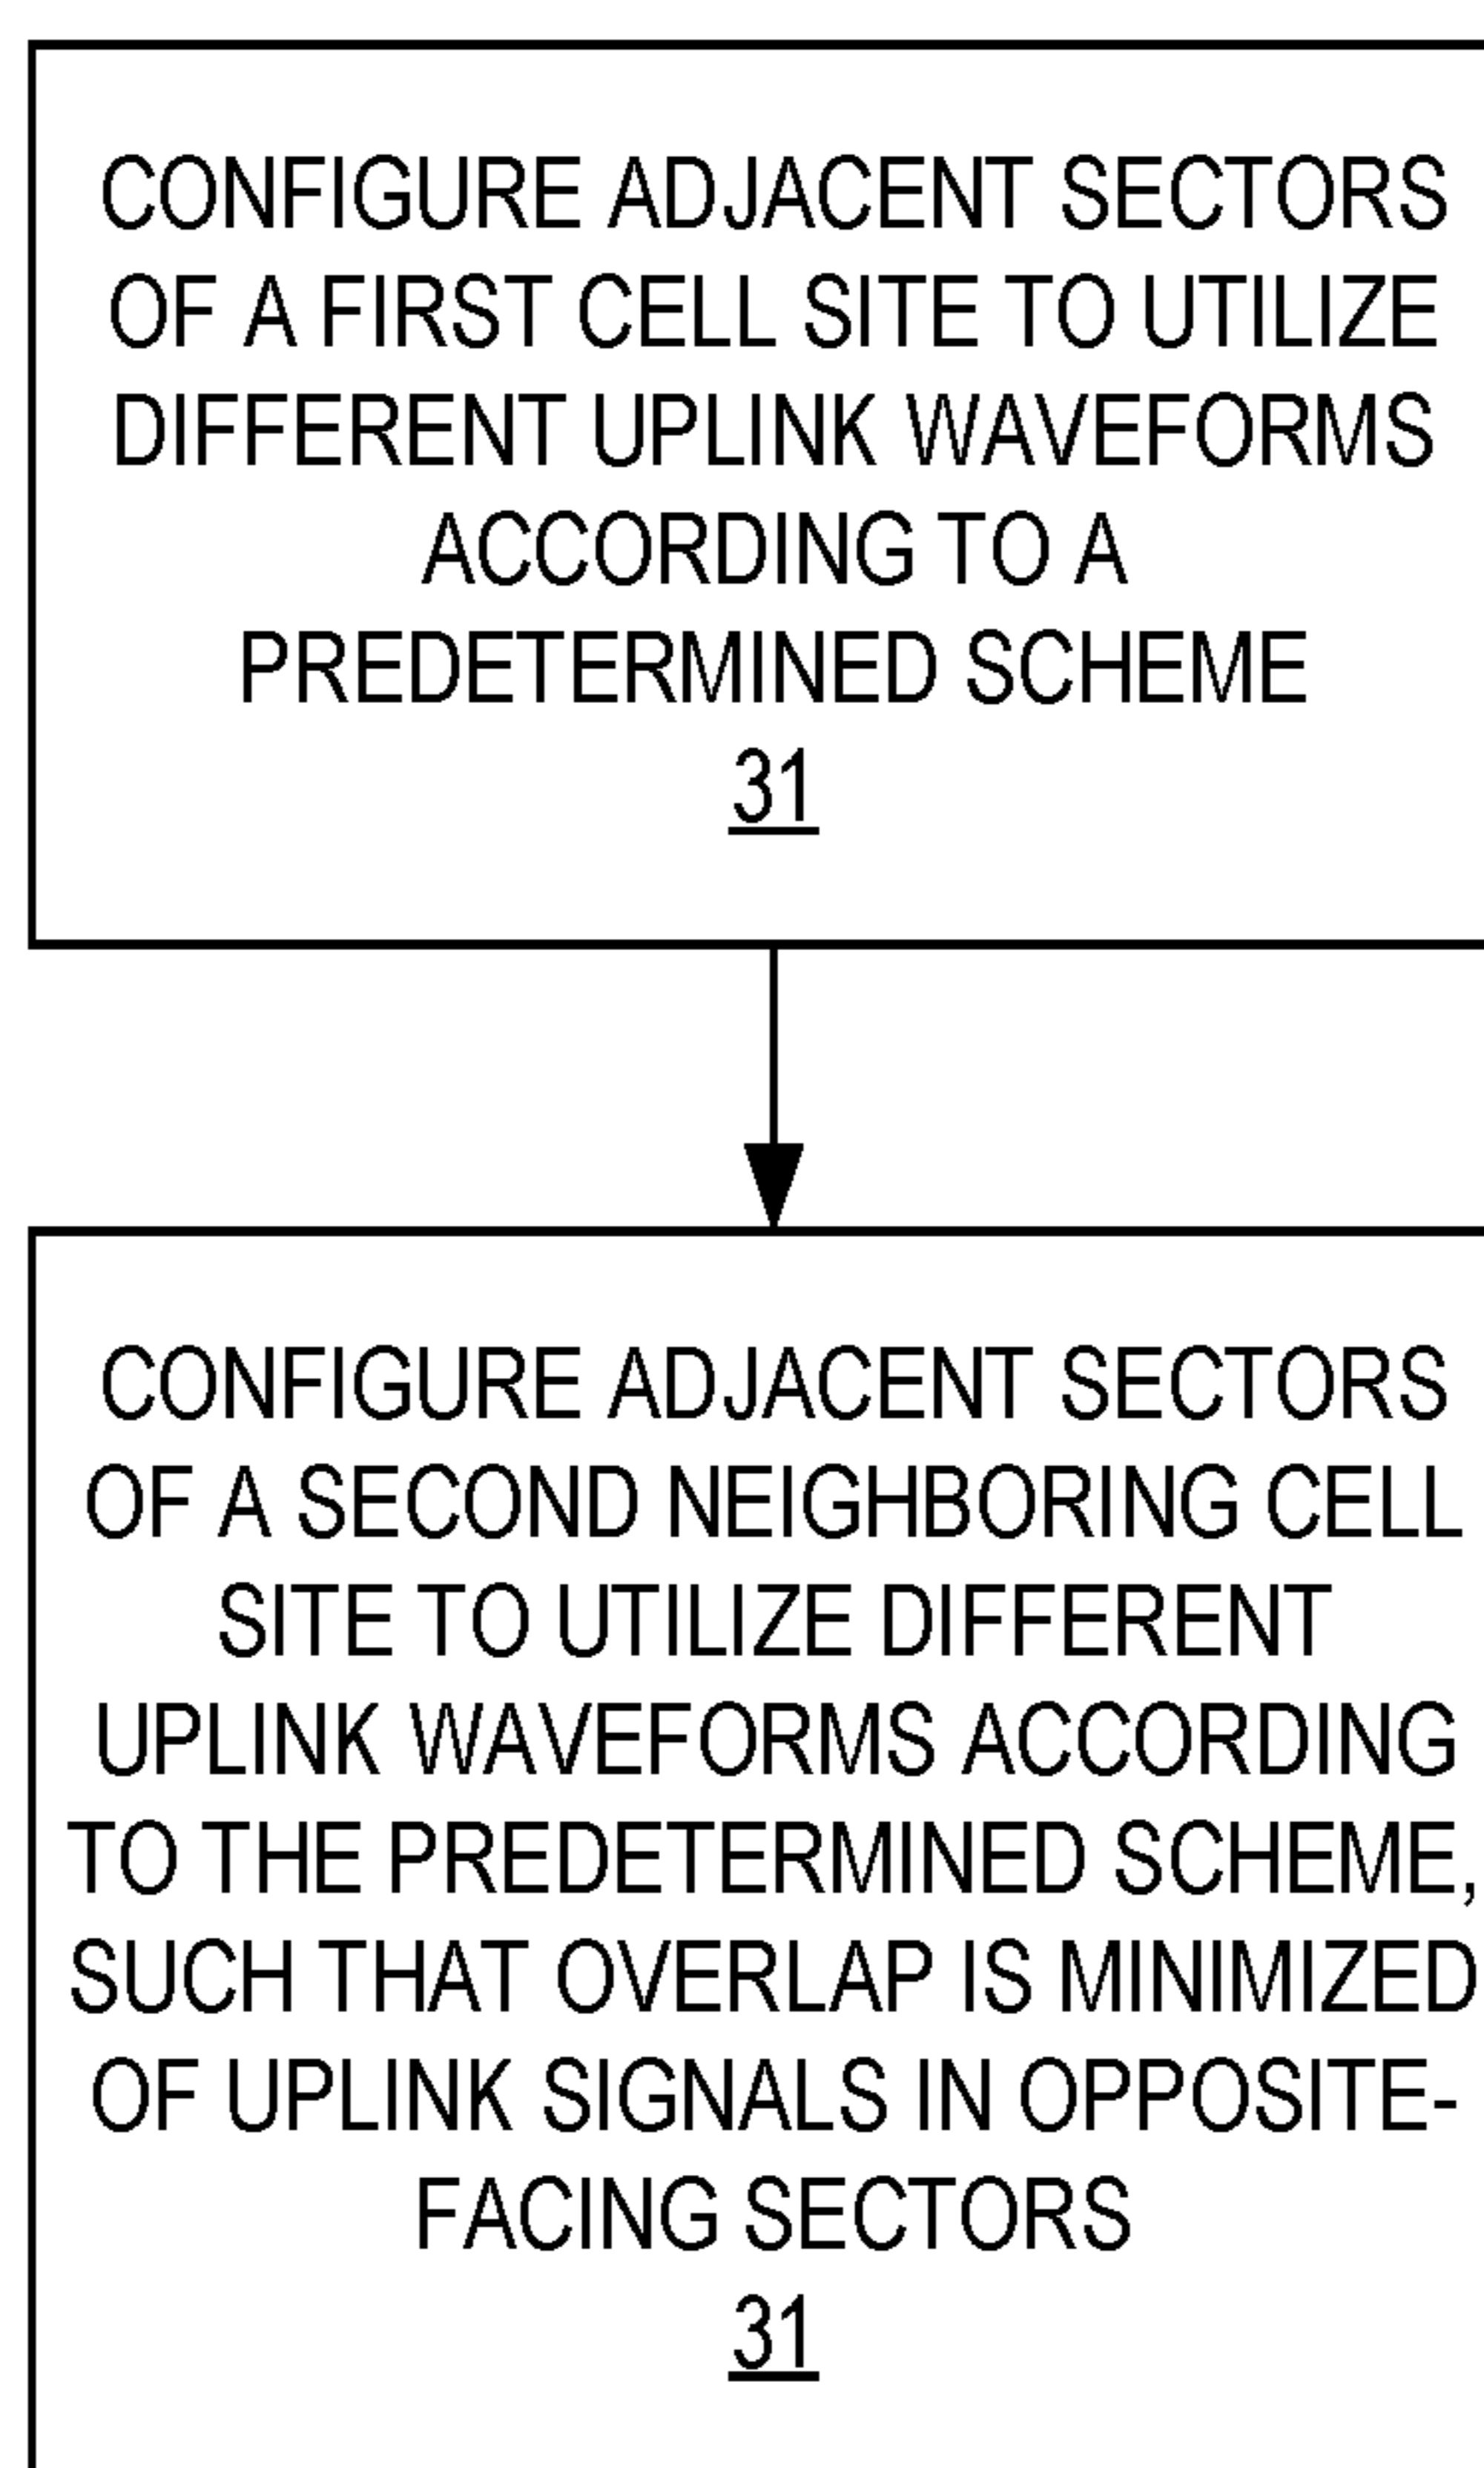 CONFIGURE ADJACENT SECTORS
OF A FIRST CELL SITE TO UTILIZE
DIFFERENT UPLINK WAVEFORMS
ACCORDING TO A
PREDETERMINED SCHEME
31
CONFIGURE ADJACENT SECTORS
OF A SECOND NEIGHBORING CELL
SITE TO UTILIZE DIFFERENT
UPLINK WAVEFORMS ACCORDING
TO THE PREDETERMINED SCHEME,
SUCH THAT OVERLAP IS MINIMIZED
OF UPLINK SIGNALS IN OPPOSITE-
FACING SECTORS
31